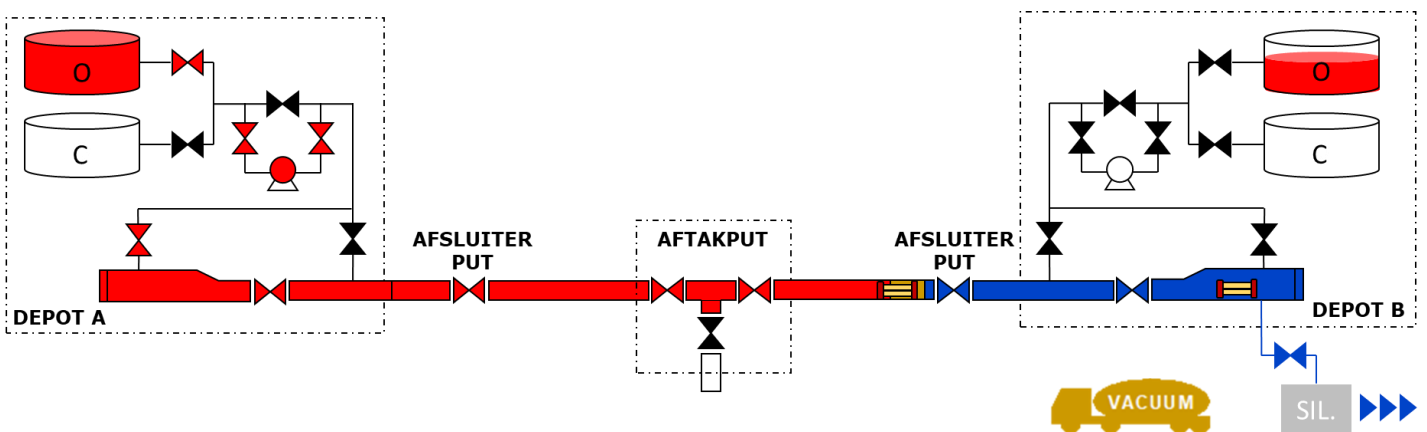 O
O
C
C
AFSLUITER
PUT
AFTAKPUT
AFSLUITER
PUT
DEPOT A
DEPOT B
VACUUM
SIL.